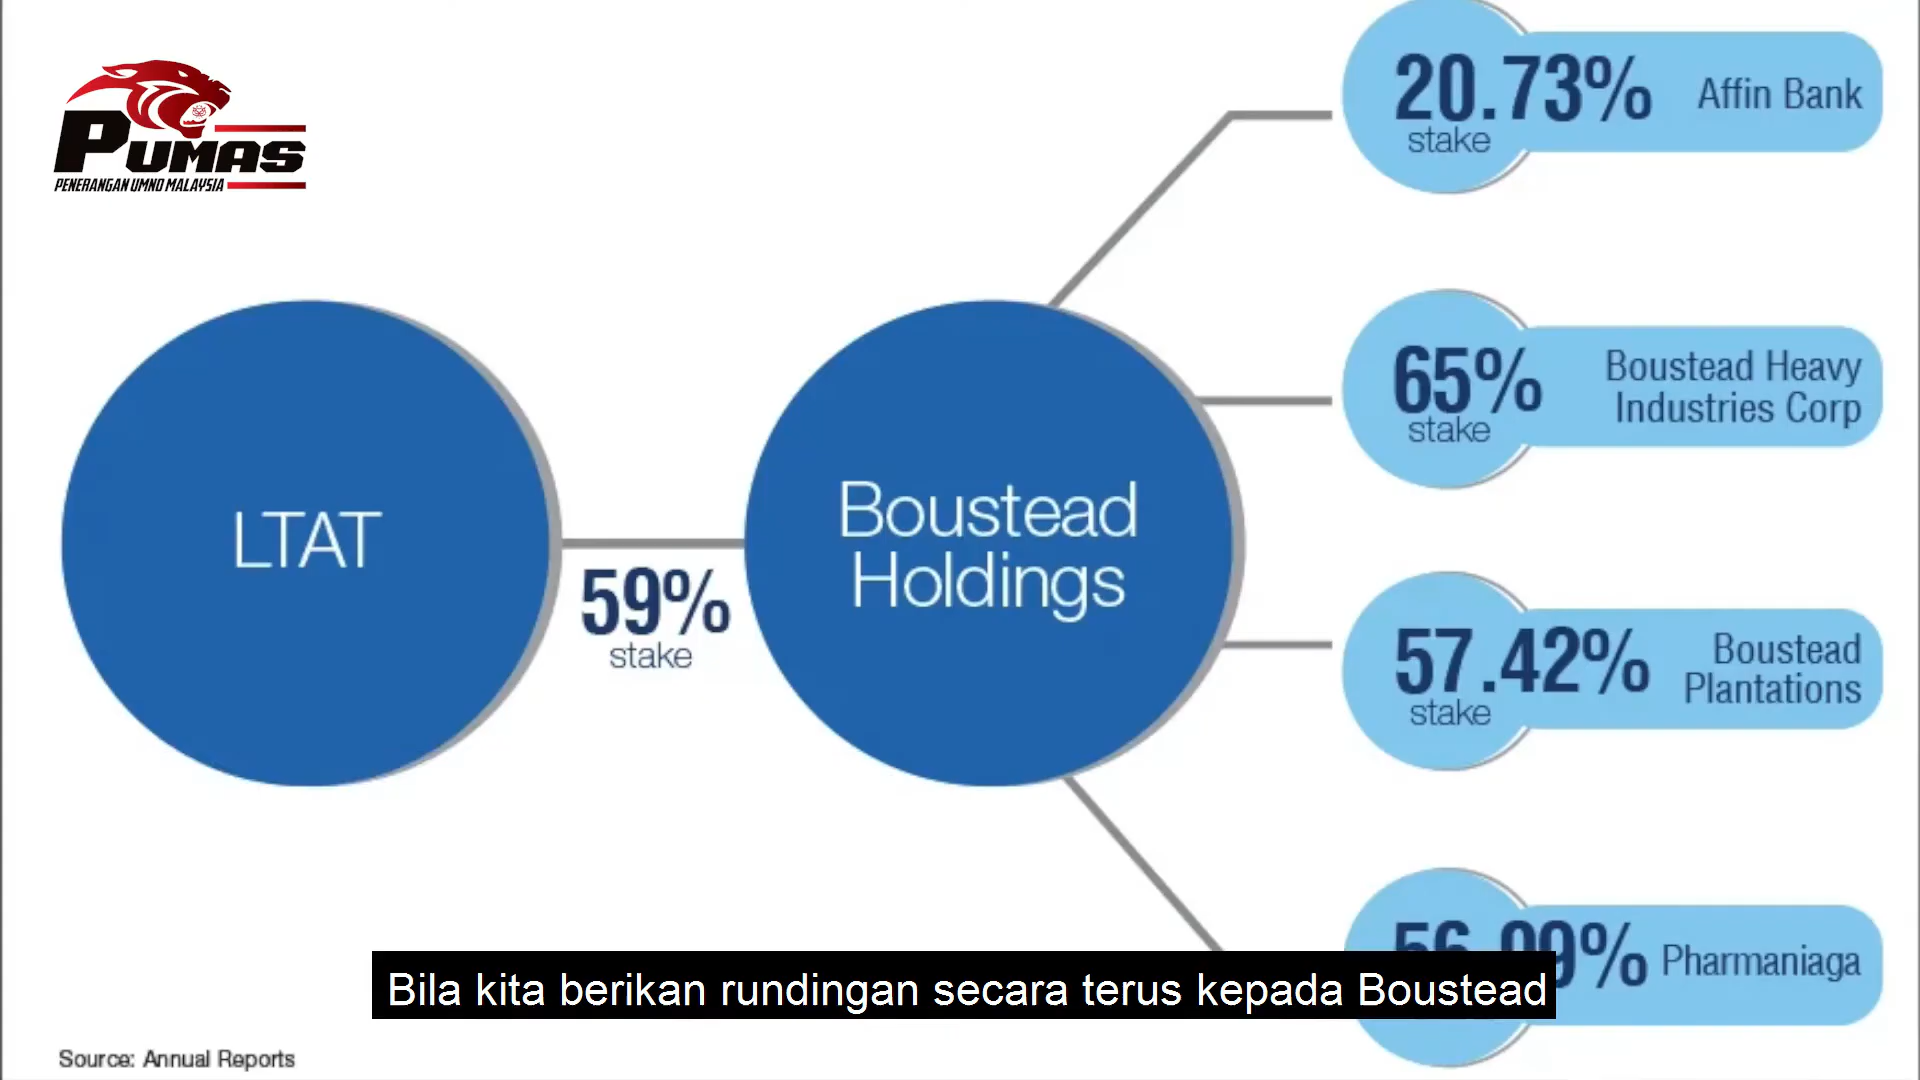 PUMAS
PENERANGAN UMNO MALAYSIA
LTAT
59%
stake
Boustead
Holdings
20.73%
stake
Affin Bank
65%
stake
Boustead Heavy
Industries Corp
57.42%
stake
Boustead
Plantations
Pharmaniaga
Bila kita berikan rundingan secara terus kepada Boustead
Source: Annual Reports